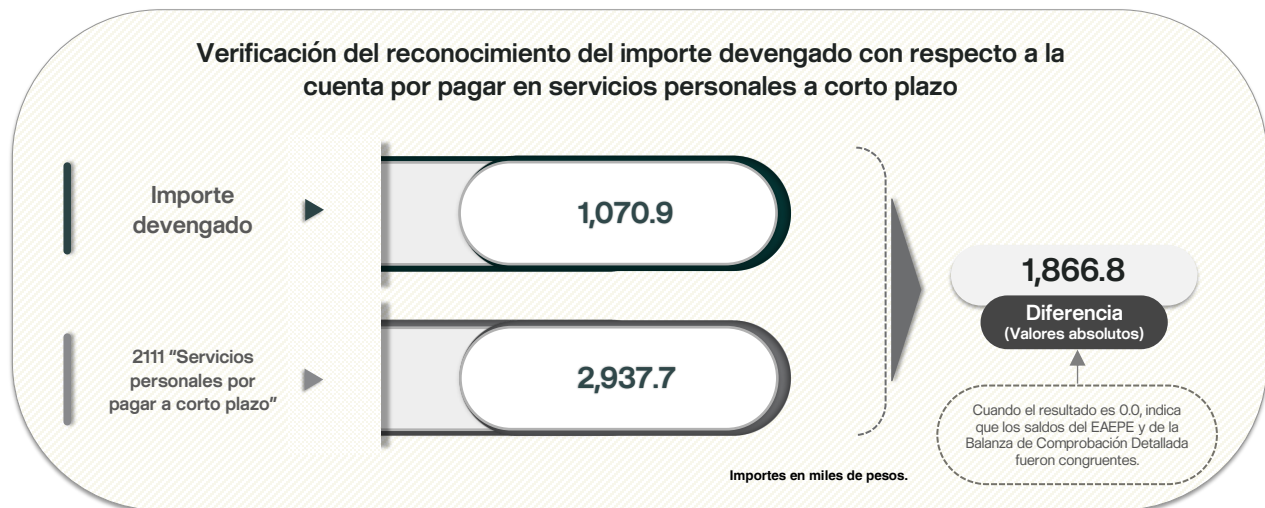 Verificación del reconocimiento del importe devengado con respecto a la
cuenta por pagar en servicios personales a corto plazo
Importe
devengado
1,070.9
2111 “Servicios
personales por
pagar a corto plazo”
2,937.7
1,866.8
Diferencia
(Valores absolutos)
Cuando el resultado es 0.0, indica
que los saldos del EAEPE y de la
Balanza de Comprobación Detallada
fueron congruentes.
Importes en miles de pesos.